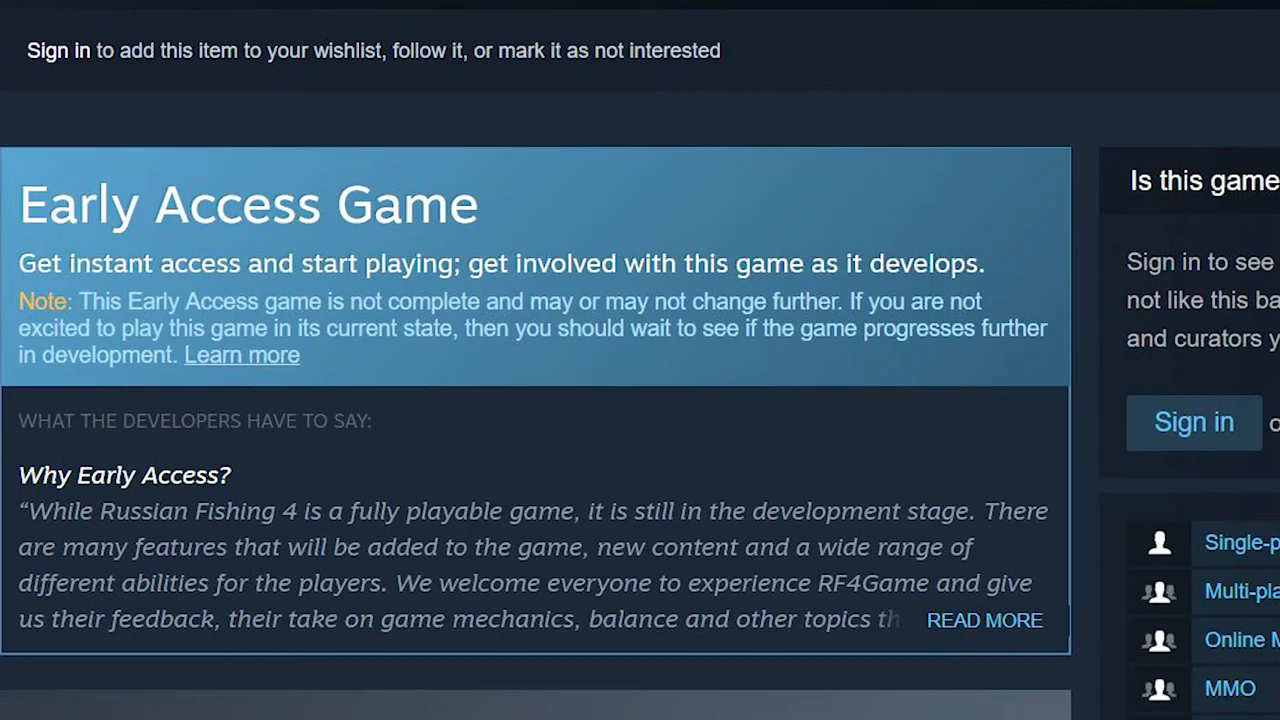 Sign in to add this item to your wishlist, follow it, or mark it as not interested
Early Access Game
Get instant access and start playing; get involved with this game as it develops.
Note: This Early Access game is not complete and may or may not change further. If you are not
excited to play this game in its current state, then you should wait to see if the game progresses further
in development. Learn more
WHAT THE DEVELOPERS HAVE TO SAY:
Why Early Access?
“While Russian Fishing 4 is a fully playable game, it is still in the development stage. There
are many features that will be added to the game, new content and a wide range of
different abilities for the players. We welcome everyone to experience RF4Game and give
us their feedback, their take on game mechanics, balance and other topics th
READ MORE
Is this game
Sign in to see
not like this ba
and curators y
Sign in o
Single-p
Multi-pla
Online M
MMO